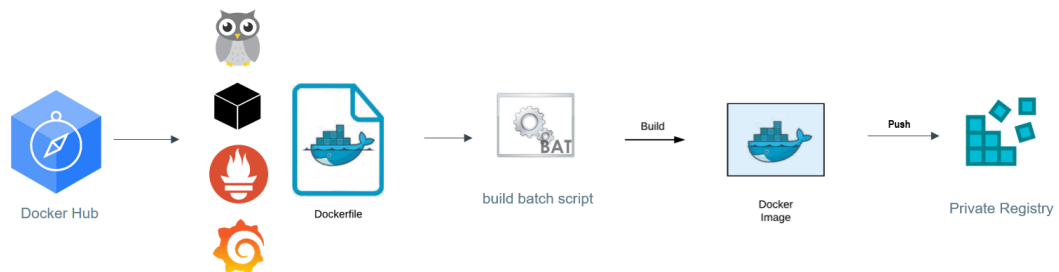 Docker Hub
Dockerfile
BAT
build batch script
Build
Docker
Image
Push
Private Registry